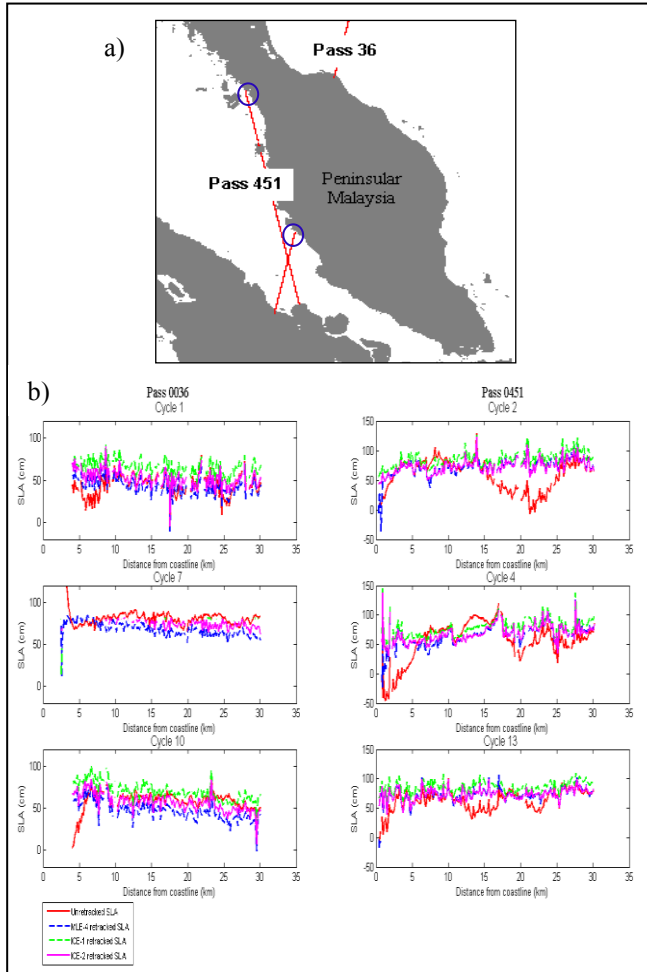 a)
Pass 36
Pass 451
Peninsular
Malaysia
b)
Pass 0036
Cycle 1
SLA (cm)
100
50
0
0 5 10 15 20 25 30 35
Distance from coastline (km)
Cycle 7
SLA (cm)
100
50
0
0 5 10 15 20 25 30 35
Distance from coastline (km)
Cycle 10
SLA (cm)
100
50
0
0 5 10 15 20 25 30 35
Distance from coastline (km)
Pass 0451
Cycle 2
SLA (cm)
150
100
50
0
-50
0 5 10 15 20 25 30 35
Distance from coastline (km)
Cycle 4
SLA (cm)
150
100
50
0
-50
0 5 10 15 20 25 30 35
Distance from coastline (km)
Cycle 13
SLA (cm)
150
100
50
0
-50
0 5 10 15 20 25 30 35
Distance from coastline (km)
Unretracked SLA
MLE-4 retracked SLA
ICE-1 retracked SLA
ICE-2 retracked SLA